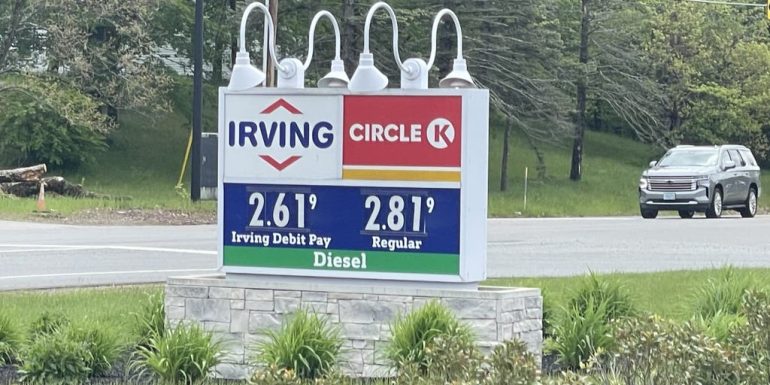 IRVING
CIRCLE K
2.61⁹ 2.81⁹
Irving Debit Pay Regular
Diesel